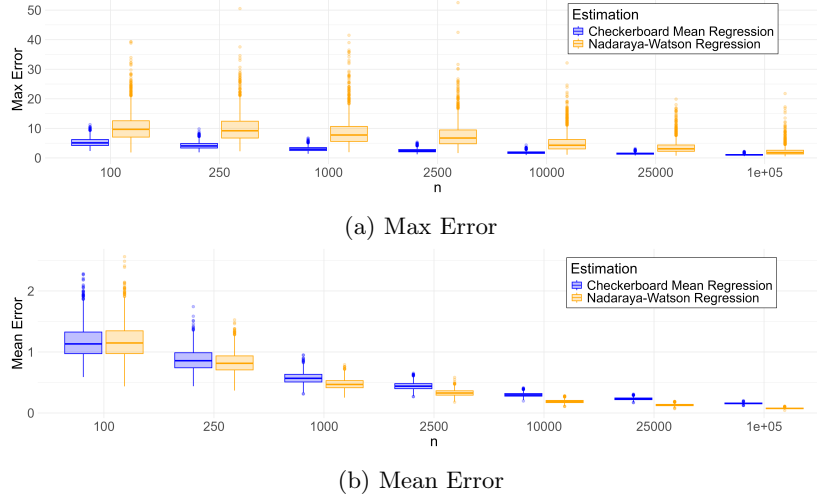 50
40
30
20
10
0
Max Error
Estimation
Checkerboard Mean Regression
Nadaraya-Watson Regression
100 250 1000 2500 10000 25000 1e+05
n
(a) Max Error
2
1
0
Mean Error
Estimation
Checkerboard Mean Regression
Nadaraya-Watson Regression
100 250 1000 2500 10000 25000 1e+05
n
(b) Mean Error